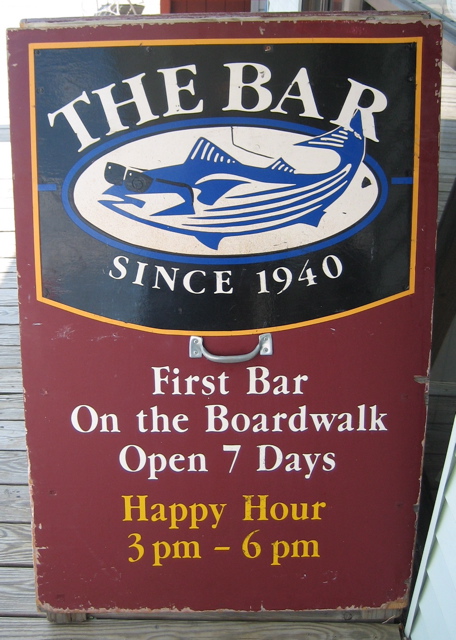 THE BAR
SINCE 1940
First Bar
On the Boardwalk
Open 7 Days
Happy Hour
3 pm – 6 pm